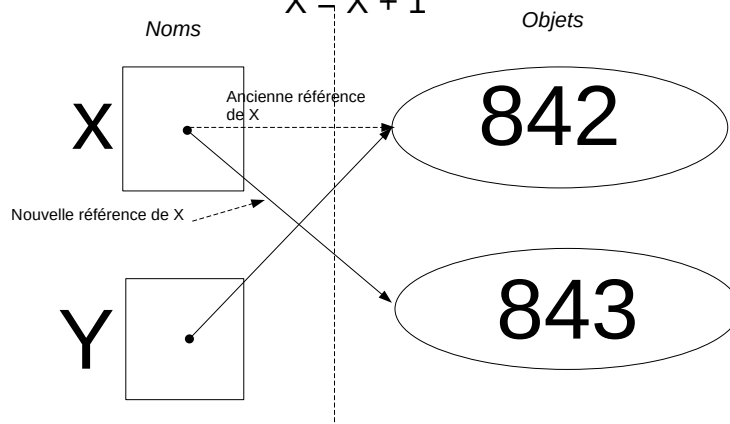 X = X + 1
Noms
Objets
Ancienne référence
de X
X
842
Nouvelle référence de X
Y
843